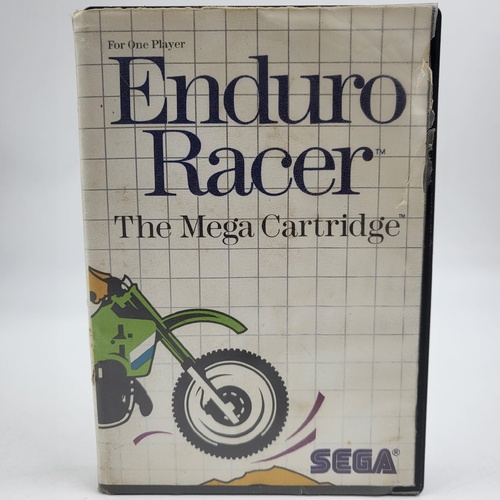 For One Player
Enduro
Racer™
The Mega Cartridge™
SEGA®